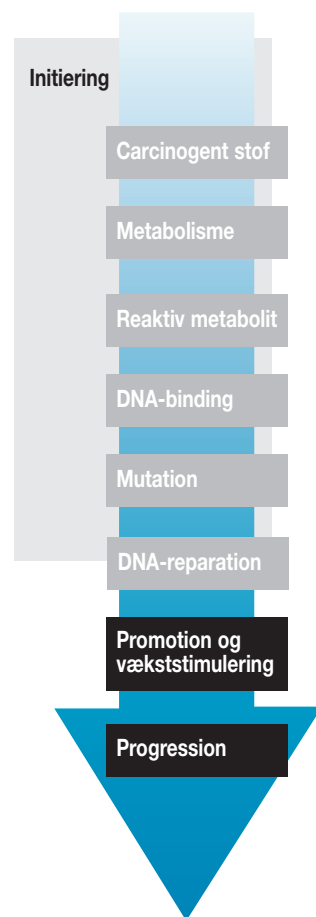 Initiering
Carcinogent stof
Metabolisme
Reaktiv metabolit
DNA-binding
Mutation
DNA-reparation
Promotion og
vækststimulering
Progression